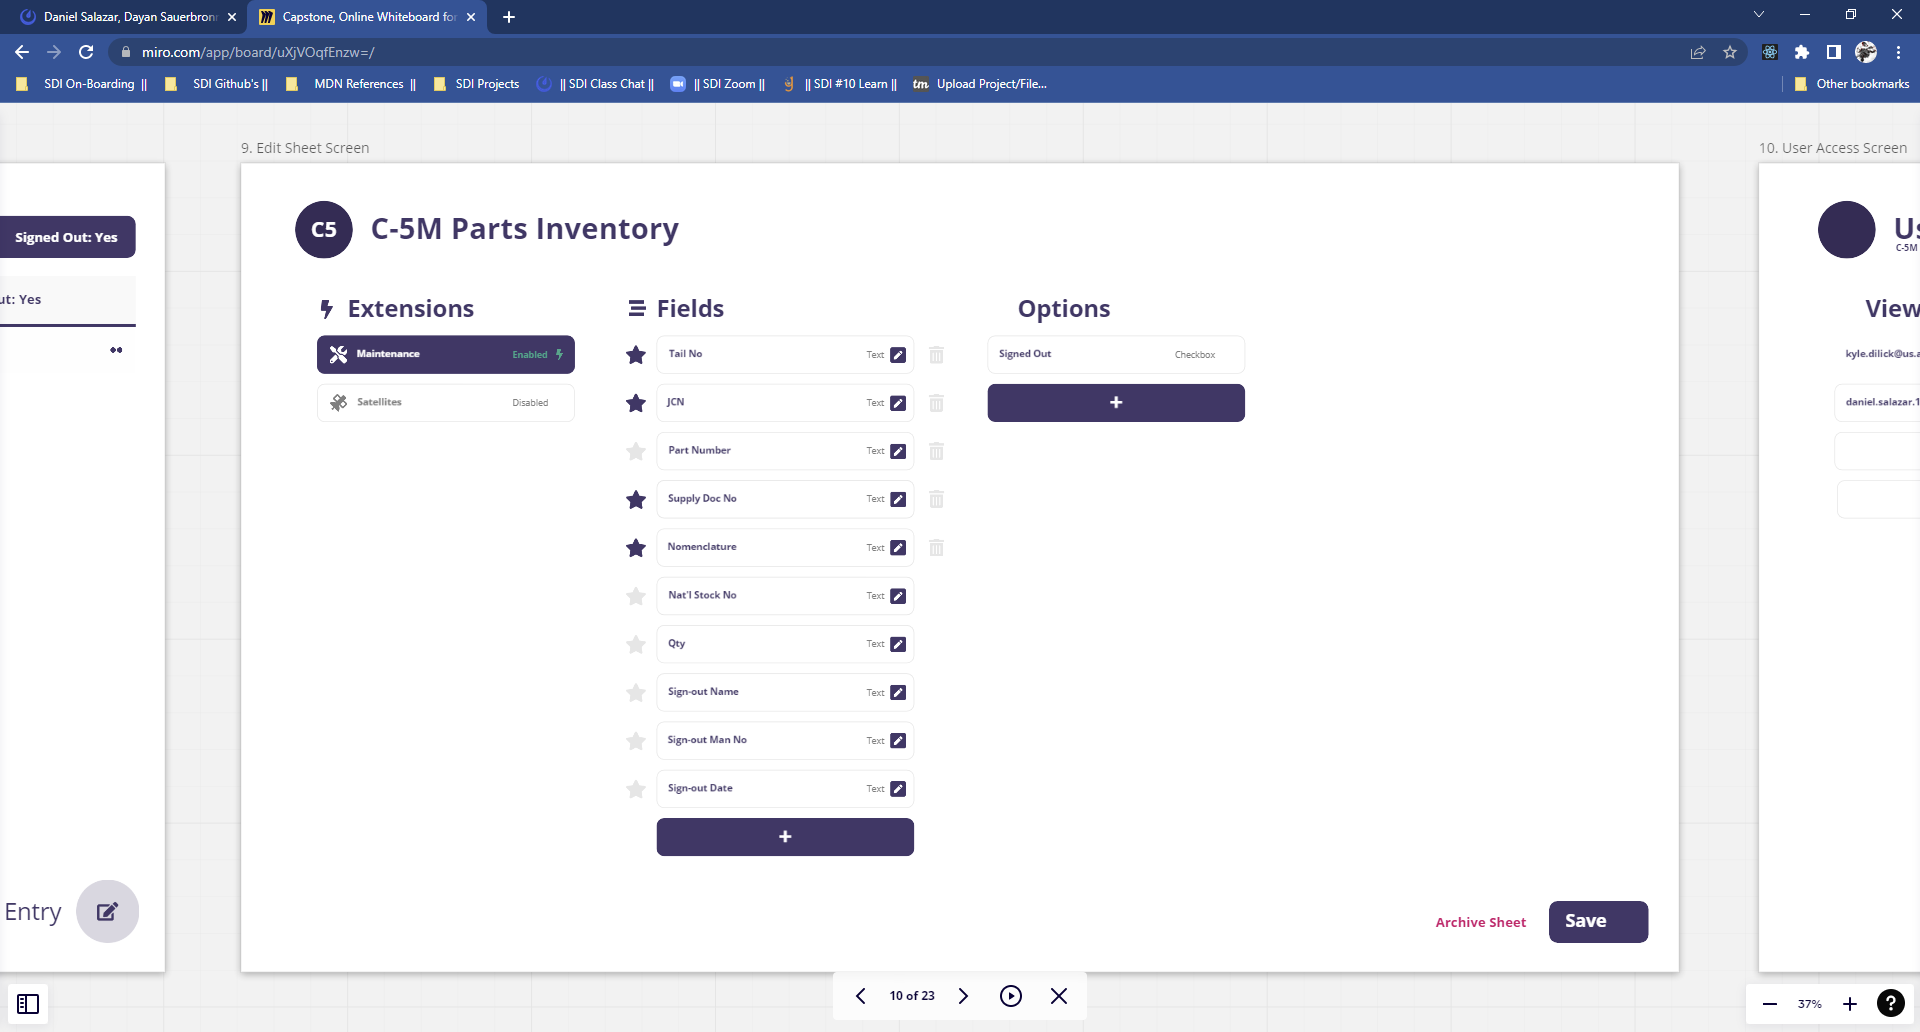 Daniel Salazar, Dayan Sauerbronn
Capstone, Online Whiteboard for
miro.com/app/board/uXjVOqfEnzw=/
SDI On-Boarding ||
SDI Github's ||
MDN References ||
SDI Projects
|| SDI Class Chat ||
|| SDI Zoom ||
|| SDI #10 Learn ||
tm Upload Project/File...
Other bookmarks
9. Edit Sheet Screen
10. User Access Screen
Signed Out: Yes
ut: Yes
Entry
C5
C-5M Parts Inventory
Extensions
Maintenance Enabled
Satellites Disabled
Fields
Tail No Text
JCN Text
Part Number Text
Supply Doc No Text
Nomenclature Text
Nat'l Stock No Text
Qty Text
Sign-out Name Text
Sign-out Man No Text
Sign-out Date Text
+
Options
Signed Out Checkbox
+
Archive Sheet
Save
Us
C-5M
View
kyle.dilick@us.a
daniel.salazar.1
10 of 23
37%